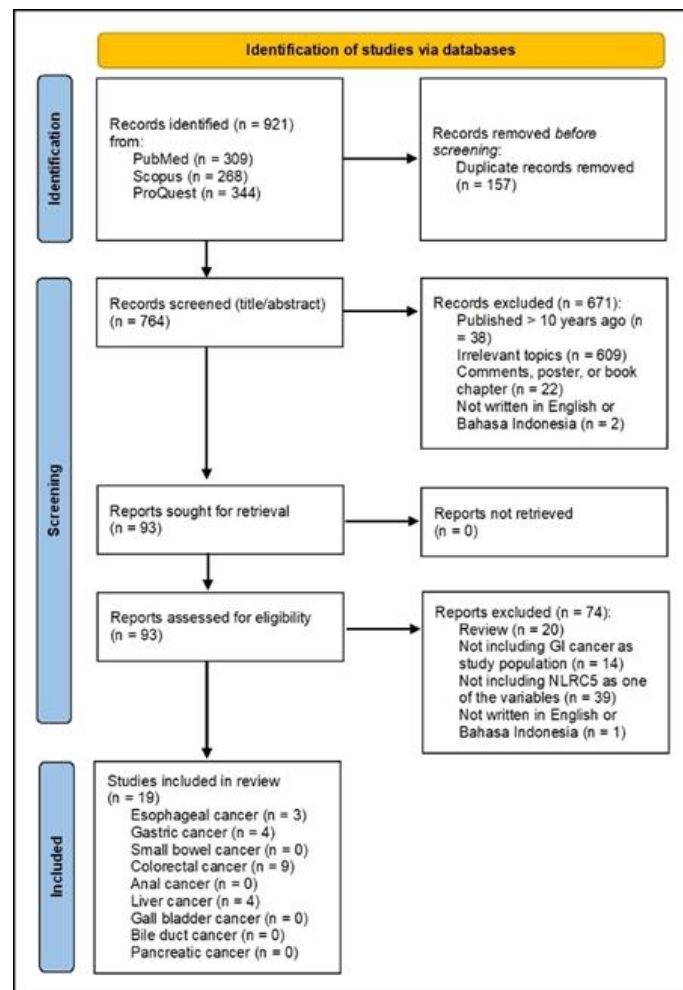 Identification of studies via databases
Identification
Records identified (n = 921)
from:
PubMed (n = 309)
Scopus (n = 268)
ProQuest (n = 344)
Records removed before
screening:
Duplicate records removed
(n = 157)
Screening
Records screened (title/abstract)
(n = 764)
Records excluded (n = 671):
Published > 10 years ago (n
= 38)
Irrelevant topics (n = 609)
Comments, poster, or book
chapter (n = 22)
Not written in English or
Bahasa Indonesia (n = 2)
Reports sought for retrieval
(n = 93)
Reports not retrieved
(n = 0)
Reports assessed for eligibility
(n = 93)
Reports excluded (n = 74):
Review (n = 20)
Not including GI cancer as
study population (n = 14)
Not including NLRC5 as one
of the variables (n = 39)
Not written in English or
Bahasa Indonesia (n = 1)
Included
Studies included in review
(n = 19)
Esophageal cancer (n = 3)
Gastric cancer (n = 4)
Small bowel cancer (n = 0)
Colorectal cancer (n = 9)
Anal cancer (n = 0)
Liver cancer (n = 4)
Gall bladder cancer (n = 0)
Bile duct cancer (n = 0)
Pancreatic cancer (n = 0)